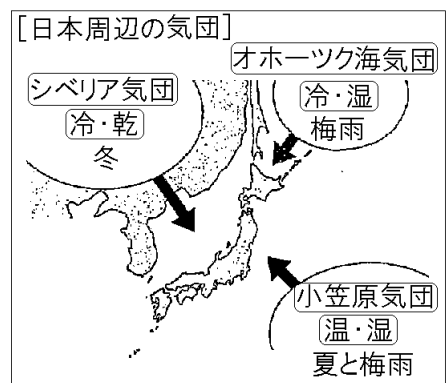 [日本周辺の気団]
オホーツク海気団
冷・湿
梅雨
シベリア気団
冷・乾
冬
小笠原気団
温・湿
夏と梅雨